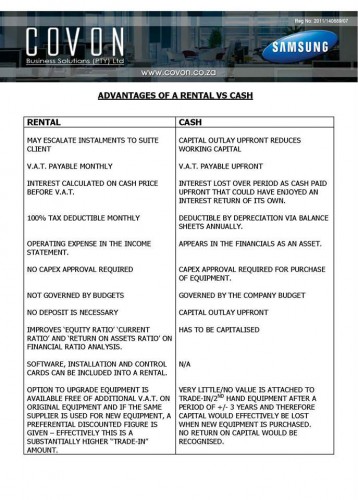 Reg No. 2011/140889/07
COVON
Business Solutions (PTY) Ltd
SAMSUNG
www.covon.co.za
ADVANTAGES OF A RENTAL VS CASH
RENTAL
CASH
MAY ESCALATE INSTALMENTS TO SUITE
CLIENT
CAPITAL OUTLAY UPFRONT REDUCES
WORKING CAPITAL
V.A.T. PAYABLE MONTHLY
V.A.T. PAYABLE UPFRONT
INTEREST CALCULATED ON CASH PRICE
BEFORE V.A.T.
INTEREST LOST OVER PERIOD AS CASH PAID
UPFRONT THAT COULD HAVE ENJOYED AN
INTEREST RETURN OF ITS OWN.
100% TAX DEDUCTIBLE MONTHLY
DEDUCTIBLE BY DEPRECIATION VIA BALANCE
SHEETS ANNUALLY.
OPERATING EXPENSE IN THE INCOME
STATEMENT.
APPEARS IN THE FINANCIALS AS AN ASSET.
NO CAPEX APPROVAL REQUIRED
CAPEX APPROVAL REQUIRED FOR PURCHASE
OF EQUIPMENT.
NOT GOVERNED BY BUDGETS
GOVERNED BY THE COMPANY BUDGET
NO DEPOSIT IS NECESSARY
CAPITAL OUTLAY UPFRONT
IMPROVES 'EQUITY RATIO' 'CURRENT
RATIO' AND 'RETURN ON ASSETS RATIO' ON
FINANCIAL RATIO ANALYSIS.
HAS TO BE CAPITALISED
SOFTWARE, INSTALLATION AND CONTROL
CARDS CAN BE INCLUDED INTO A RENTAL.
N/A
OPTION TO UPGRADE EQUIPMENT IS
AVAILABLE FREE OF ADDITIONAL V.A.T. ON
ORIGINAL EQUIPMENT AND IF THE SAME
SUPPLIER IS USED FOR NEW EQUIPMENT, A
PREFERENTIAL DISCOUNTED FIGURE IS
GIVEN – EFFECTIVELY THIS IS A
SUBSTANTIALLY HIGHER "TRADE-IN"
AMOUNT.
VERY LITTLE/NO VALUE IS ATTACHED TO
TRADE-IN/2ND HAND EQUIPMENT AFTER A
PERIOD OF +/- 3 YEARS AND THEREFORE
CAPITAL WOULD EFFECTIVELY BE LOST
WHEN NEW EQUIPMENT IS PURCHASED.
NO RETURN ON CAPITAL WOULD BE
RECOGNISED.